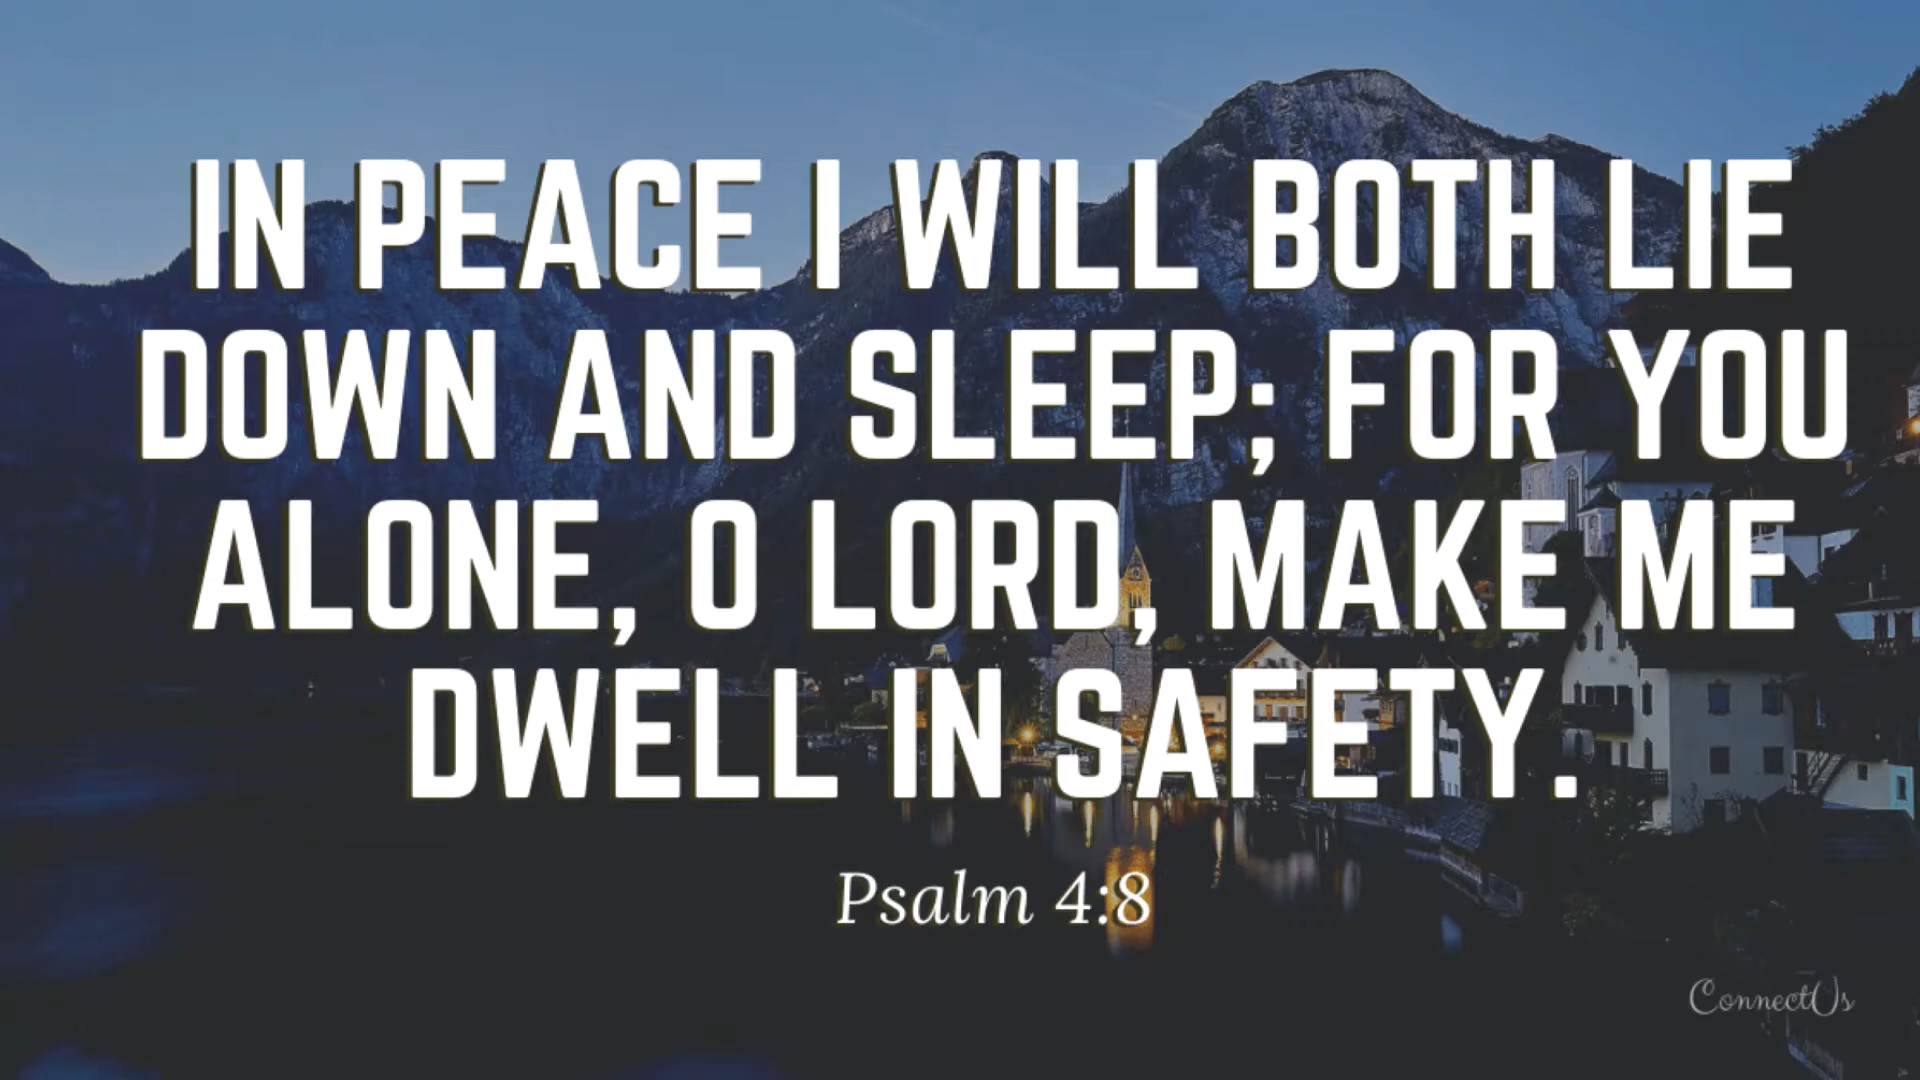 IN PEACE I WILL BOTH LIE
DOWN AND SLEEP; FOR YOU
ALONE, O LORD, MAKE ME
DWELL IN SAFETY.
Psalm 4:8
ConnectUs